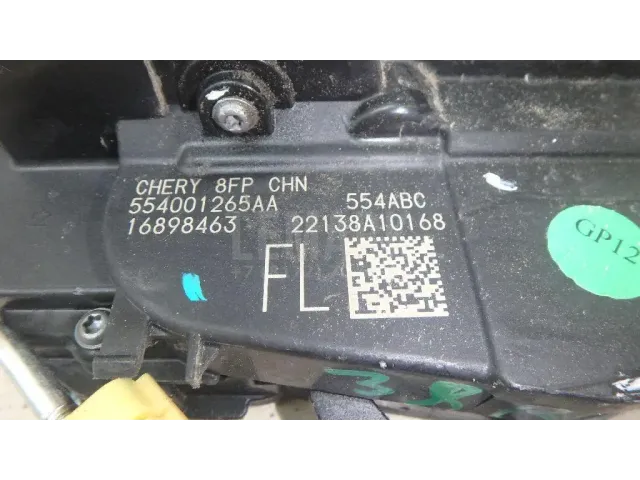 CHERY 8FP CHN
554001265AA 554ABC
16898463 22138A10168
FL
GP12